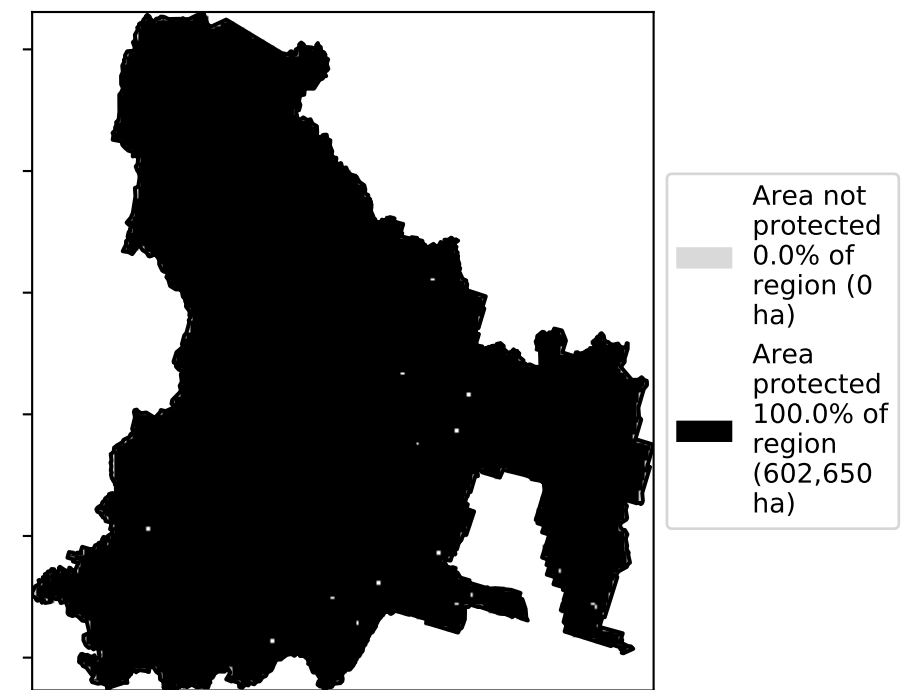 Area not
protected
0.0% of
region (0
ha)
Area
protected
100.0% of
region
(602,650
ha)